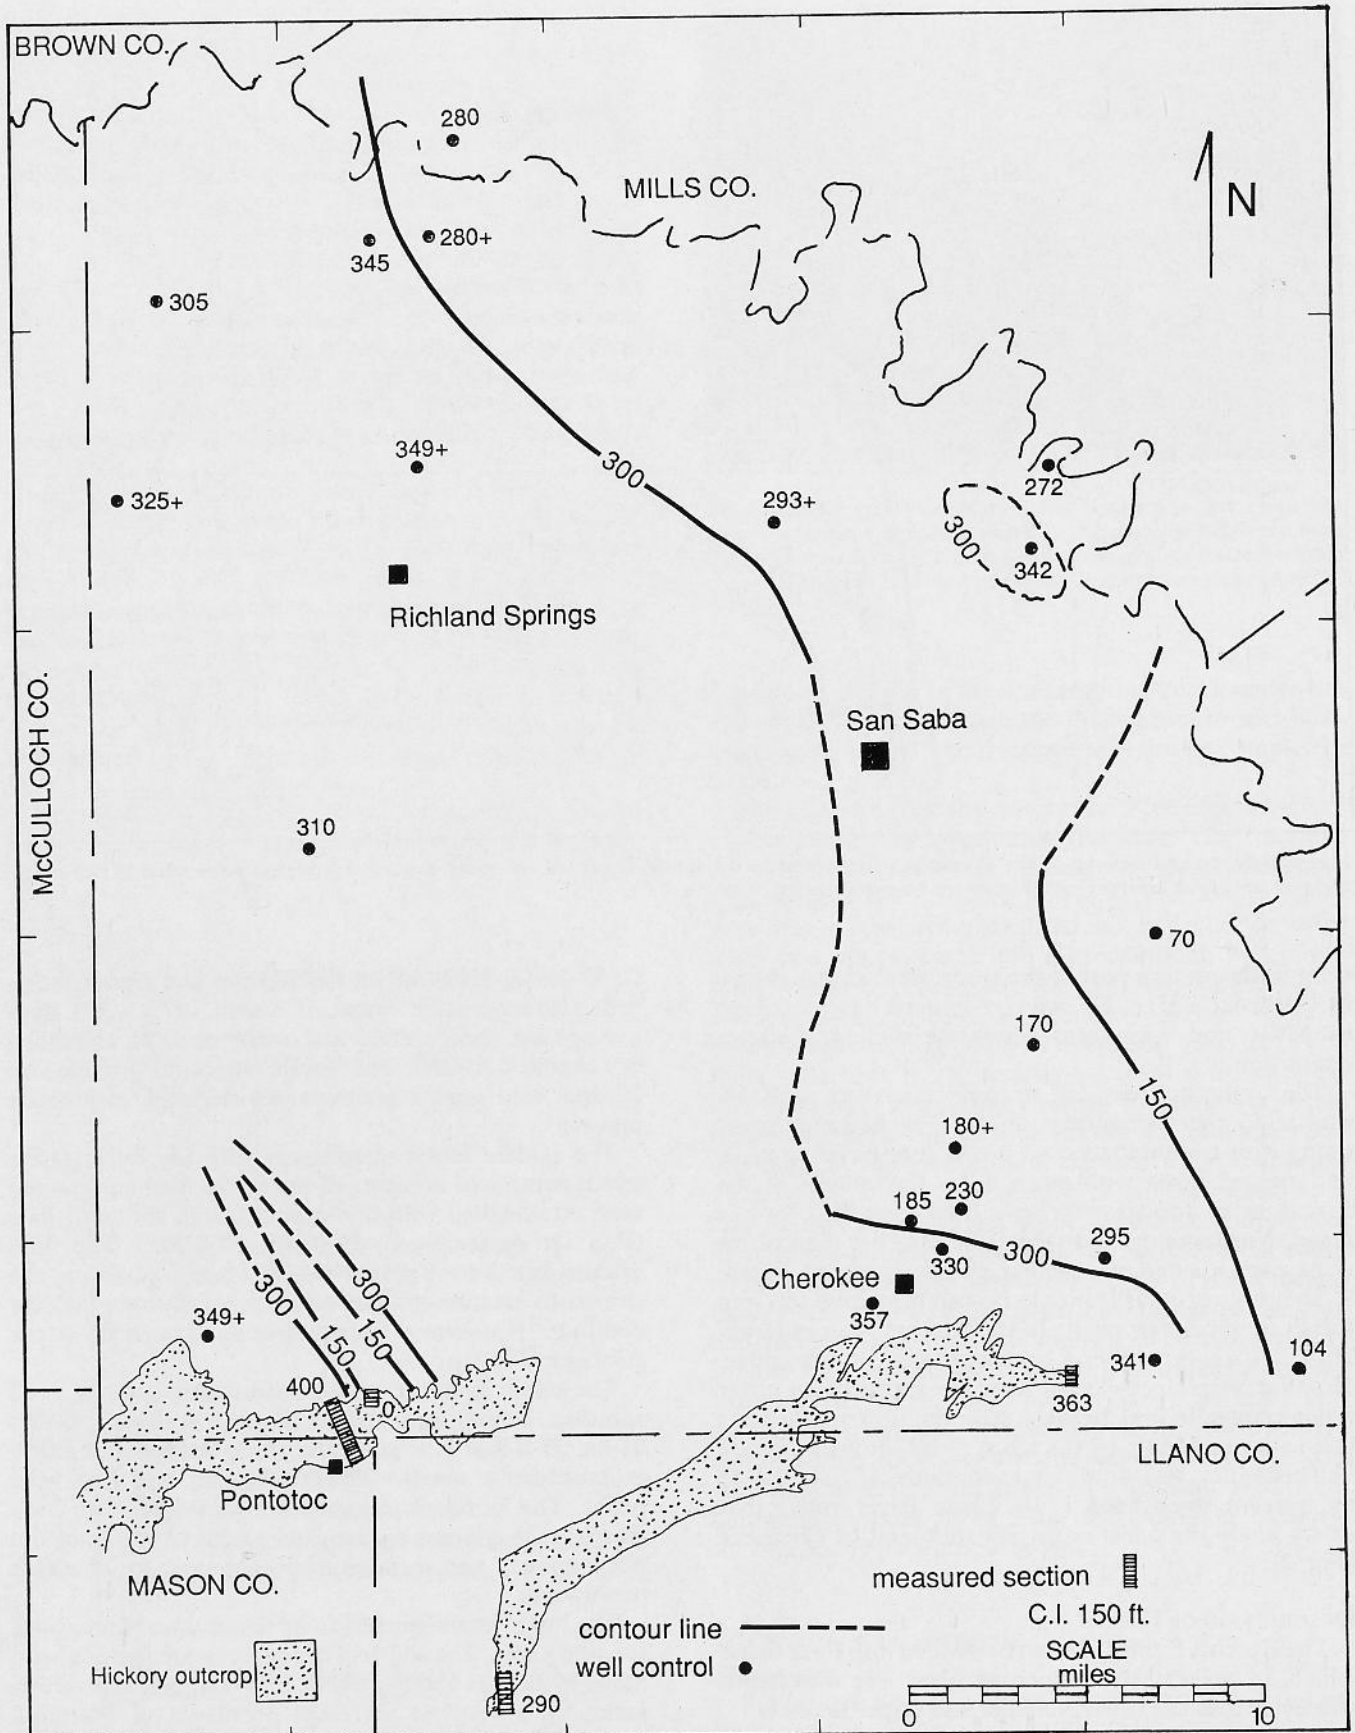 BROWN CO.
280
MILLS CO.
N
280+
345
305
300
349+
272
325+
293+
300
342
Richland Springs
McCULLOCH CO.
San Saba
310
70
170
150
180+
185
230
295
300
330
Cherokee
357
300
300
150
150
349+
341
104
400
0
363
LLANO CO.
Pontotoc
MASON CO.
measured section
C.I. 150 ft.
contour line
SCALE
miles
well control
Hickory outcrop
290
0
10